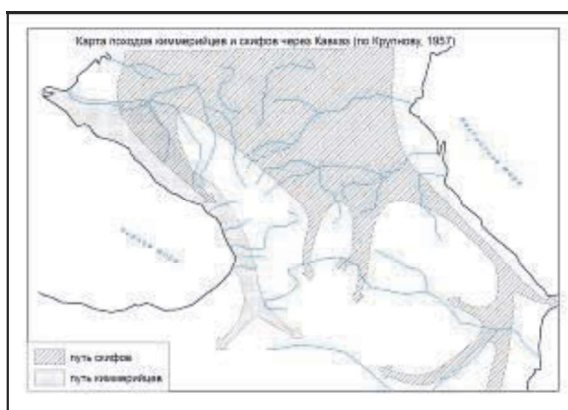 Карта походов киммерийцев и скифов через Кавказ (по Крупнову, 1957)
путь скифов
путь киммерийцев